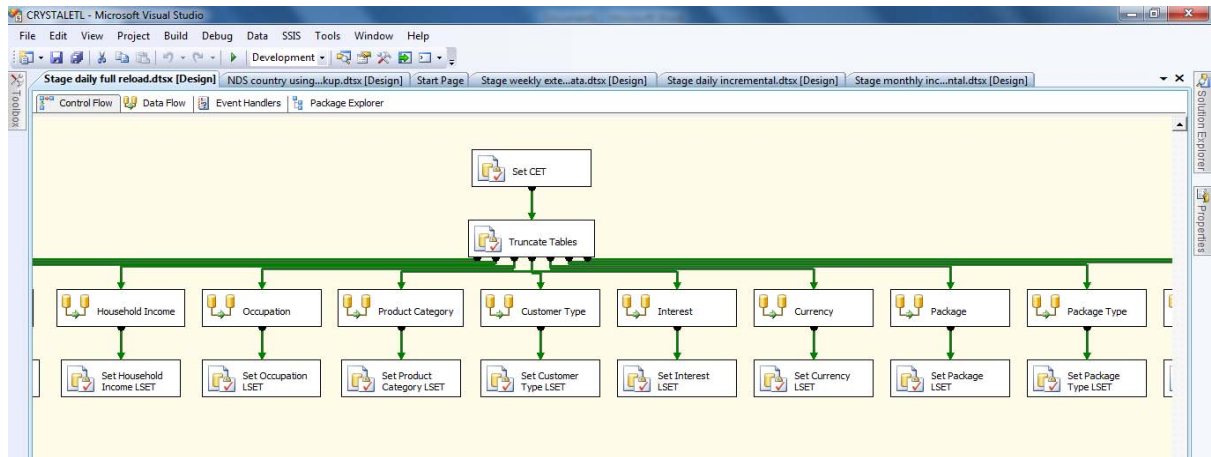 CRYSTALETL - Microsoft Visual Studio
File Edit View Project Build Debug Data SSIS Tools Window Help
Development
Stage daily full reload.dtsx [Design] NDS country using...kup.dtsx [Design] Start Page Stage weekly exte...ata.dtsx [Design] Stage daily incremental.dtsx [Design] Stage monthly inc...ntal.dtsx [Design]
Toolbox
Control Flow Data Flow Event Handlers Package Explorer
Solution Explorer
Properties
Set CET
Truncate Tables
Household Income Occupation Product Category Customer Type Interest Currency Package Package Type
Set Household Set Occupation Set Product Set Customer Set Interest Set Currency Set Package Set Package
Income LSET LSET Category LSET Type LSET LSET LSET LSET Type LSET